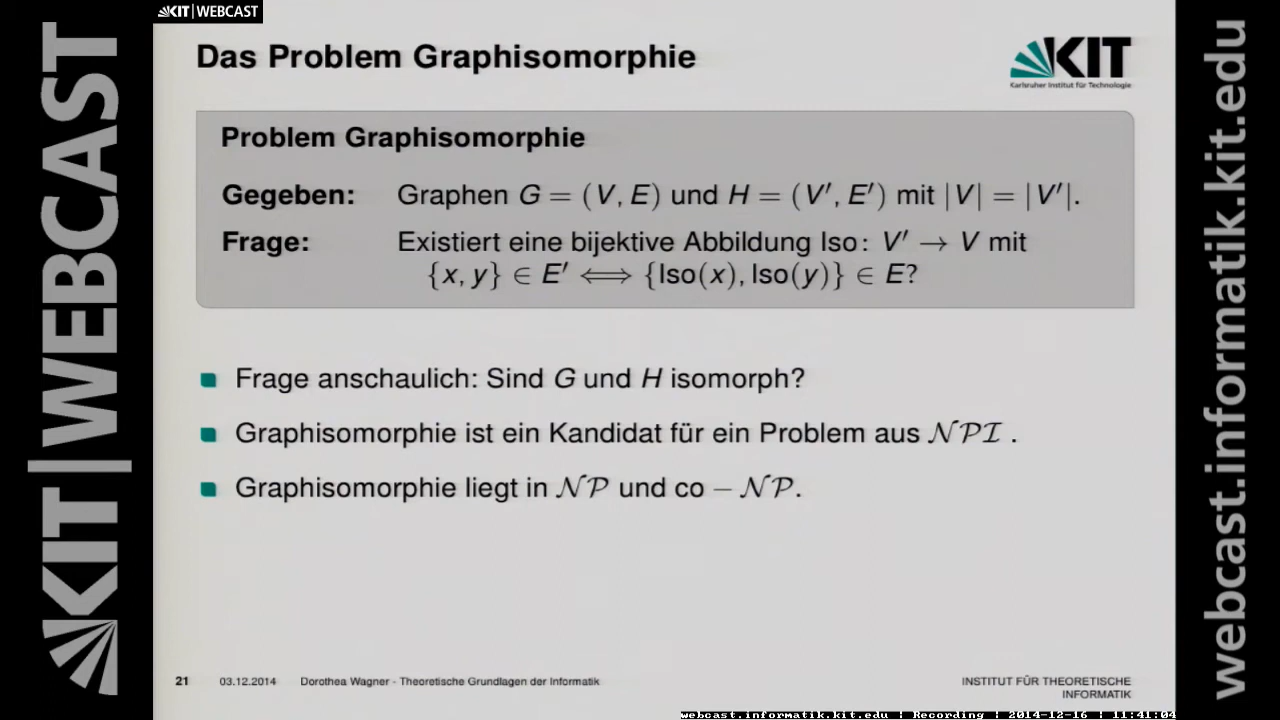 KIT | WEBCAST
Das Problem Graphisomorphie
KIT
Karlsruher Institut für Technologie
Problem Graphisomorphie
Gegeben: Graphen G = (V, E) und H = (V′, E′) mit |V| = |V′|.
Frage: Existiert eine bijektive Abbildung Iso: V′ → V mit
{x, y} ∈ E′ ⟺ {Iso(x), Iso(y)} ∈ E?
Frage anschaulich: Sind G und H isomorph?
Graphisomorphie ist ein Kandidat für ein Problem aus 𝒩𝒫ℐ .
Graphisomorphie liegt in 𝒩𝒫 und co − 𝒩𝒫.
21 03.12.2014 Dorothea Wagner - Theoretische Grundlagen der Informatik
INSTITUT FÜR THEORETISCHE
INFORMATIK
webcast.informatik.kit.edu | Recording | 2014-12-16 | 11:41:04
KIT | WEBCAST
webcast.informatik.kit.edu